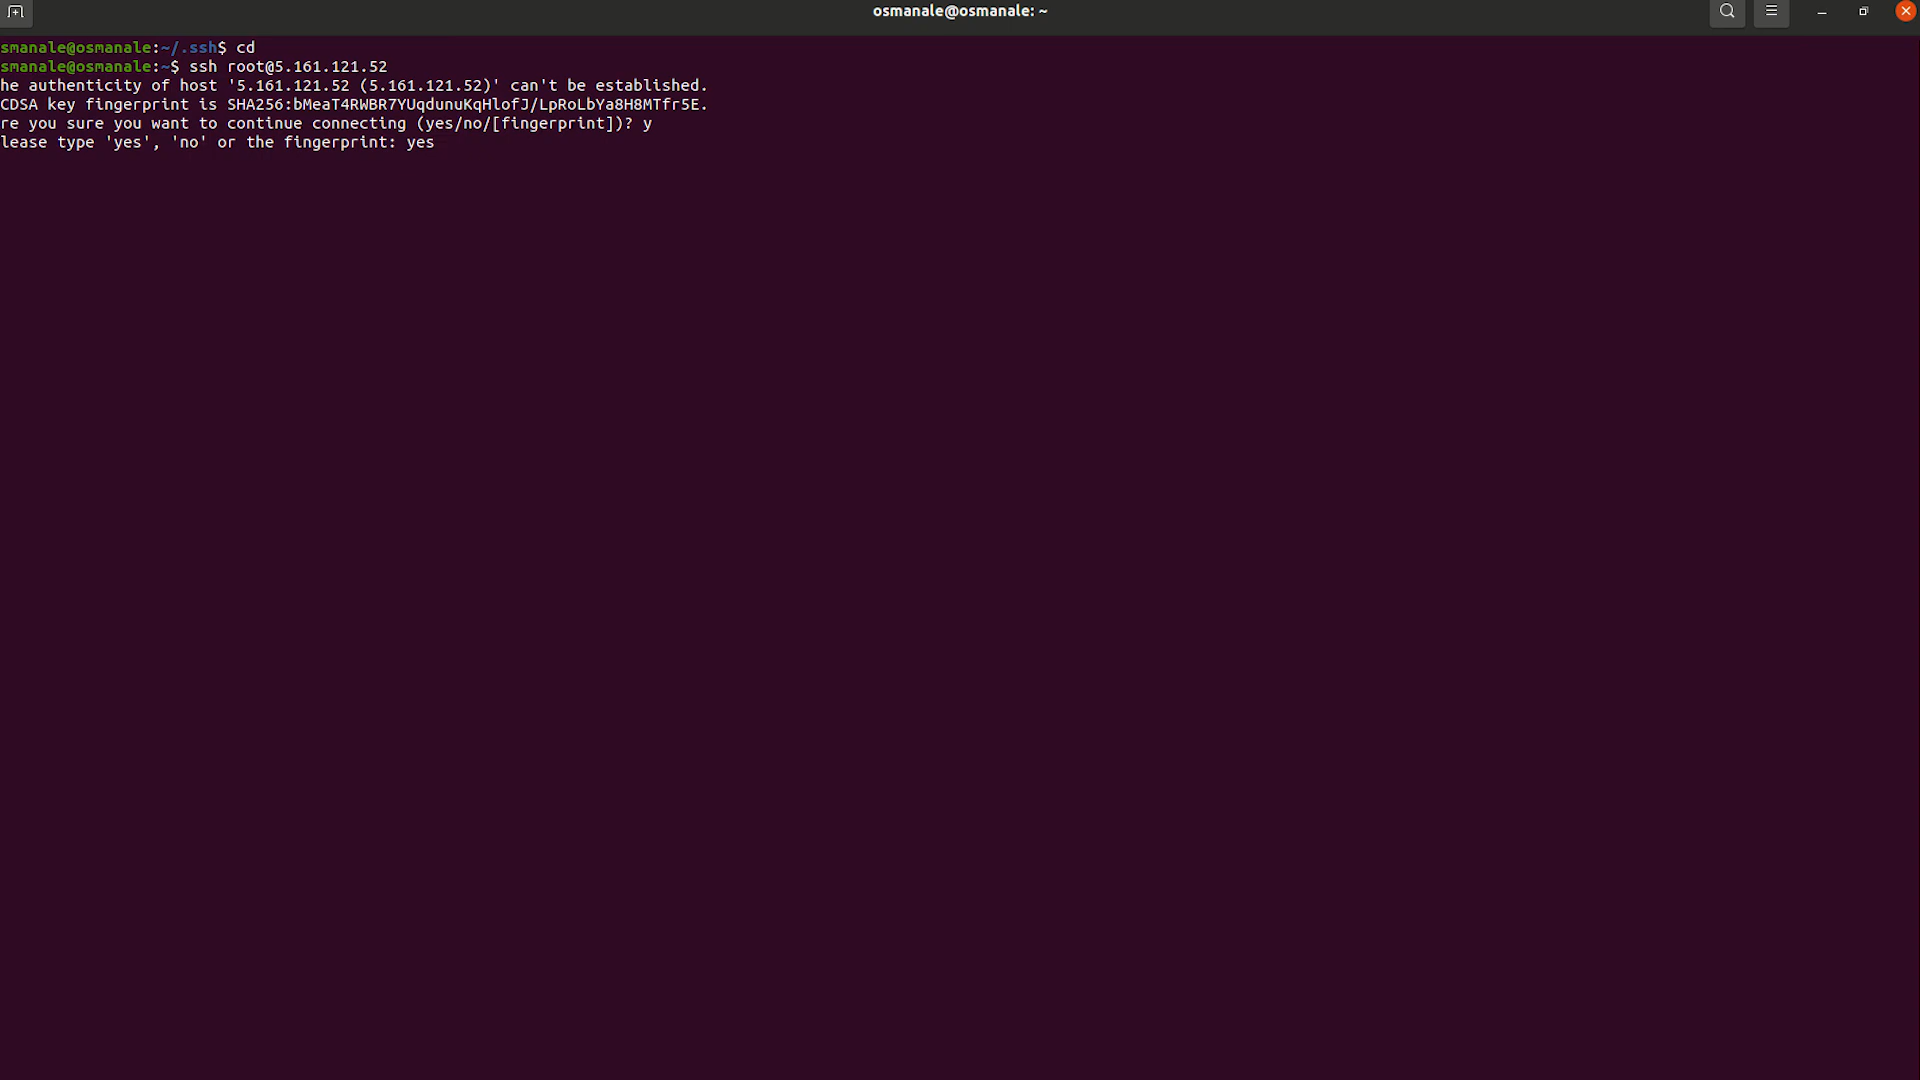 osmanale@osmanale: ~
smanale@osmanale:~/.ssh$ cd
smanale@osmanale:~$ ssh root@5.161.121.52
he authenticity of host '5.161.121.52 (5.161.121.52)' can't be established.
CDSA key fingerprint is SHA256:bMeaT4RWBR7YUqdunuKqHlofJ/LpRoLbYa8H8MTfr5E.
re you sure you want to continue connecting (yes/no/[fingerprint])? y
lease type 'yes', 'no' or the fingerprint: yes